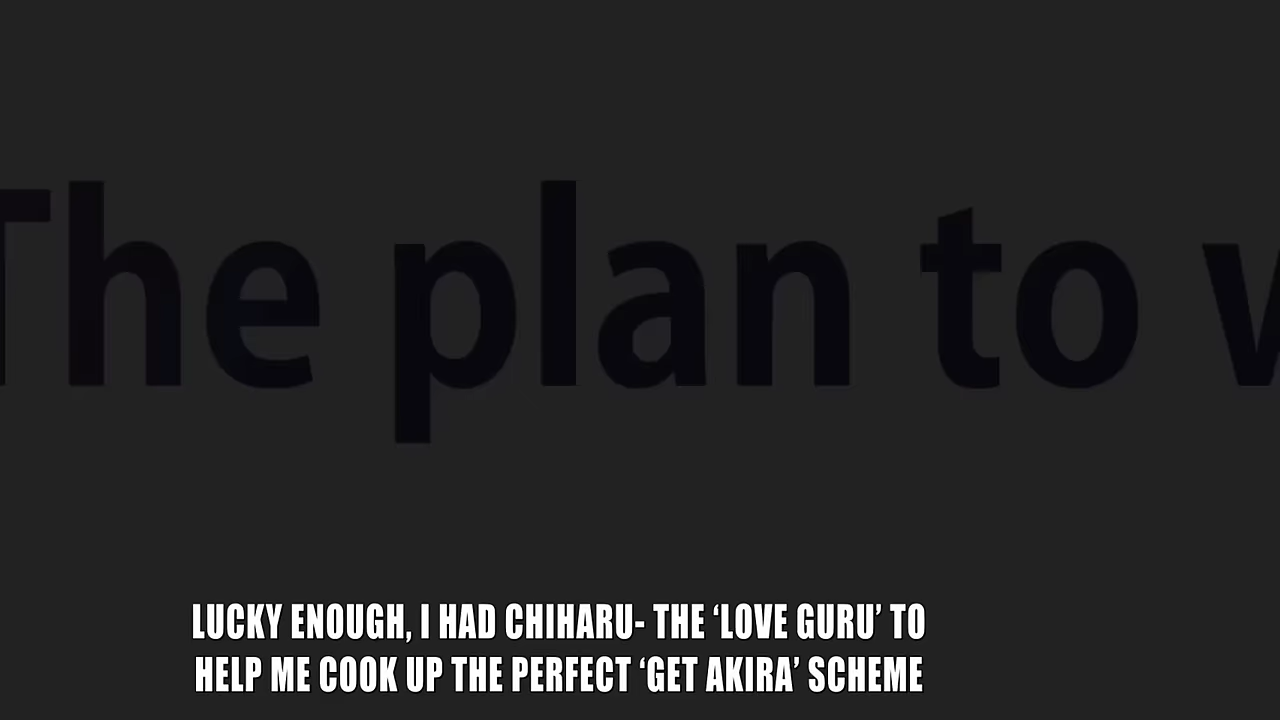 The plan to
LUCKY ENOUGH, I HAD CHIHARU- THE ‘LOVE GURU’ TO
HELP ME COOK UP THE PERFECT ‘GET AKIRA’ SCHEME